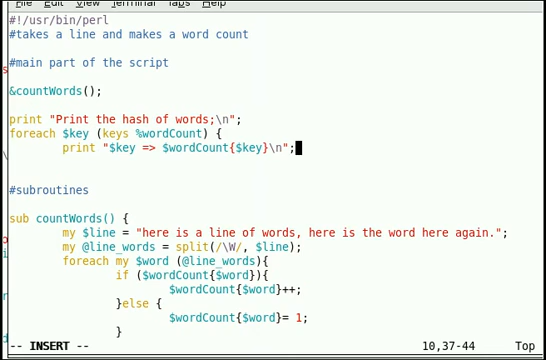 File Edit View Terminal Tabs Help
#!/usr/bin/perl
#takes a line and makes a word count
#main part of the script
&countWords();
print "Print the hash of words;\n";
foreach $key (keys %wordCount) {
print "$key => $wordCount{$key}\n";
#subroutines
sub countWords() {
my $line = "here is a line of words, here is the word here again.";
my @line_words = split(/\W/, $line);
foreach my $word (@line_words){
if ($wordCount{$word}){
$wordCount{$word}++;
}else {
$wordCount{$word}= 1;
}
-- INSERT -- 10,37-44 Top